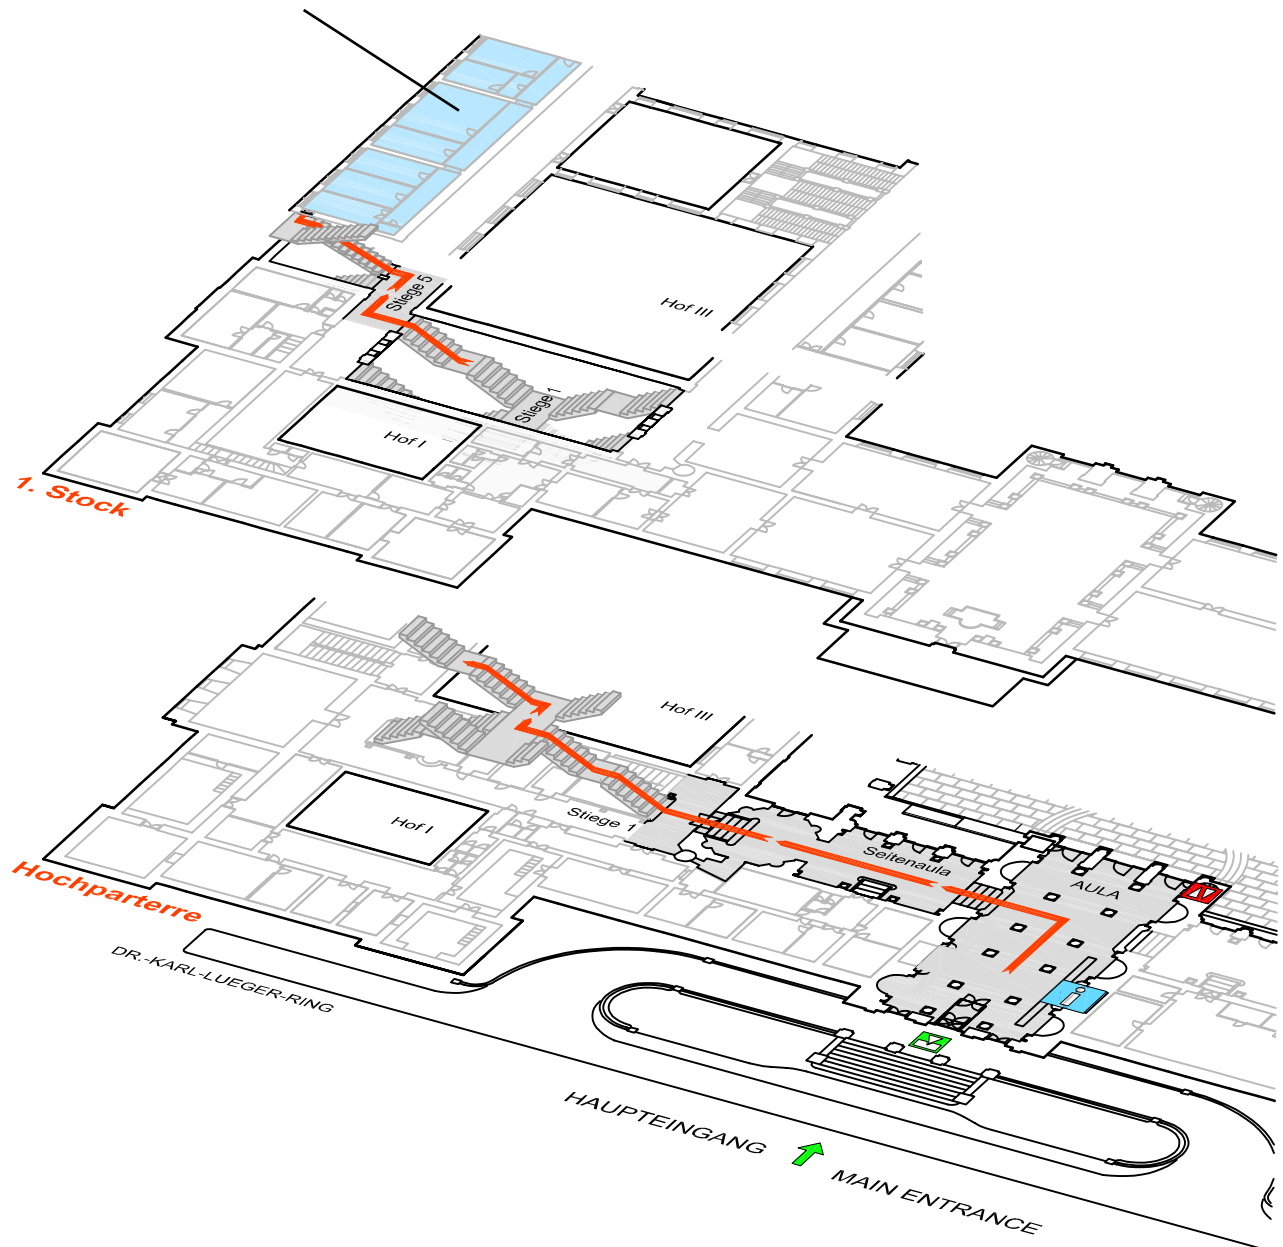 Stiege 5
Hof III
Stiege 1
Hof I
1. Stock
Hof III
Hof I
Stiege 1
Seitenaula
AULA
Hochparterre
i
DR.-KARL-LUEGER-RING
HAUPTEINGANG
MAIN ENTRANCE